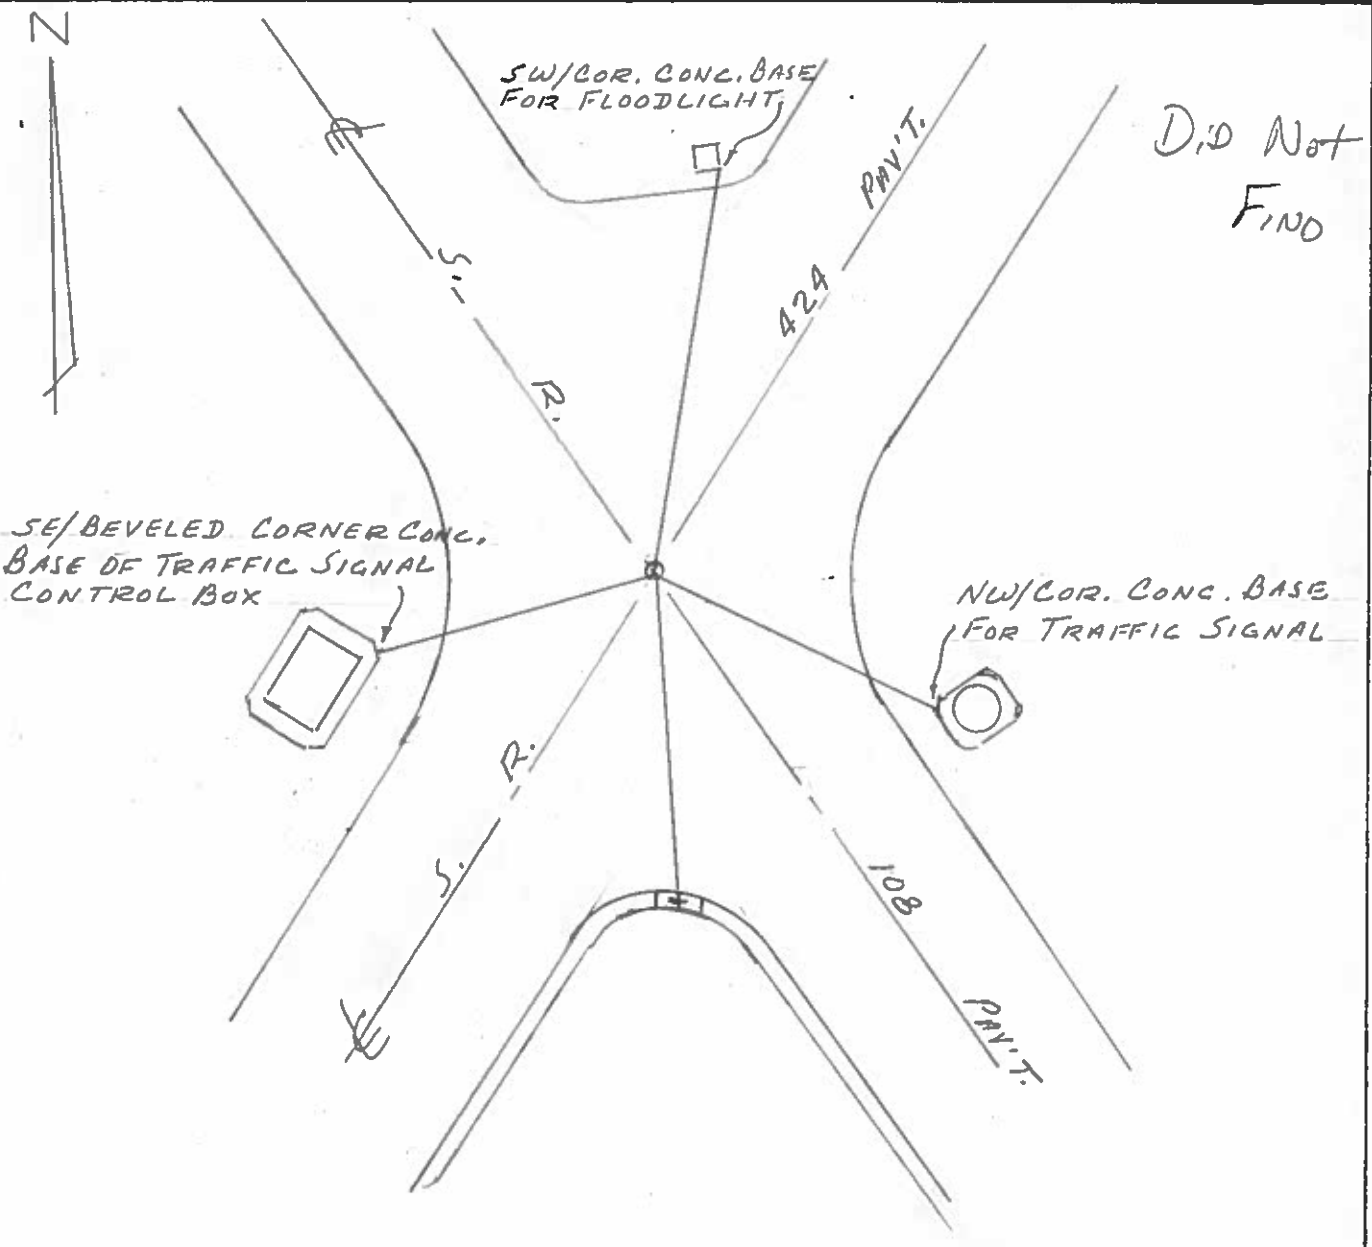 N
SW/COR. CONC. BASE
FOR FLOODLIGHT
DID NOT
FIND
℄ S. R. 108 PAV'T.
℄ S. R. 424 PAV'T.
SE/BEVELED CORNER CONC.
BASE OF TRAFFIC SIGNAL
CONTROL BOX
NW/COR. CONC. BASE
FOR TRAFFIC SIGNAL